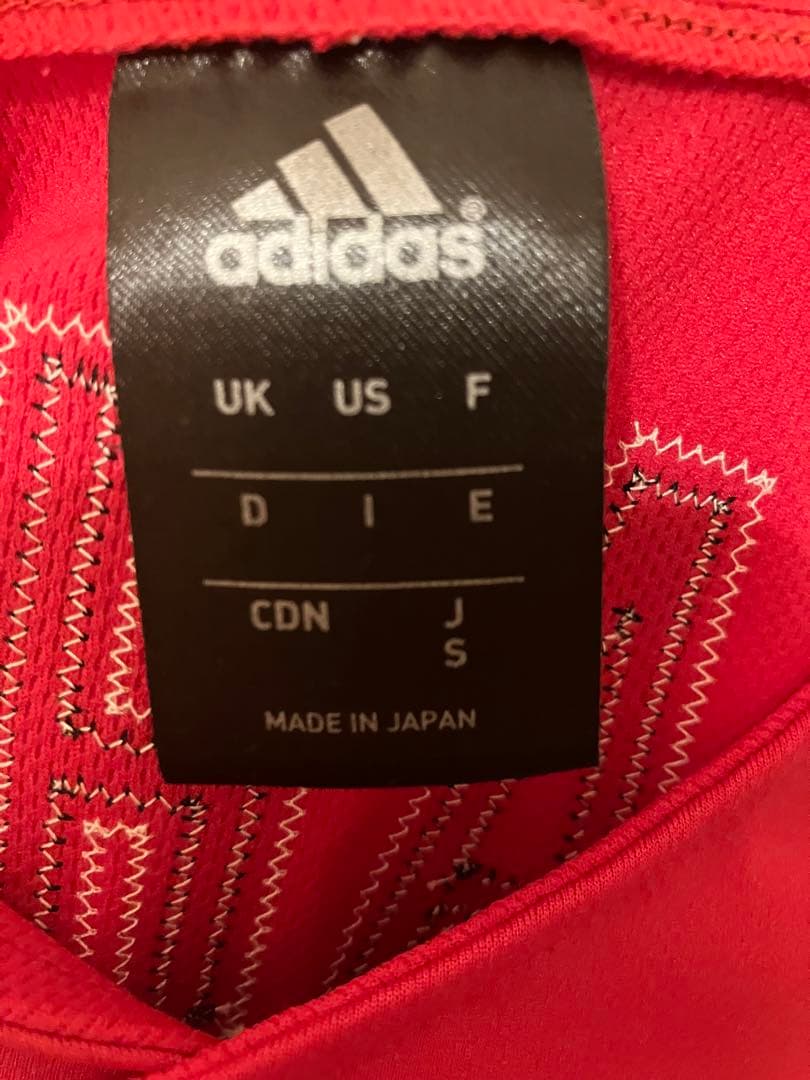 adidas®
UK US F
D I E
CDN J
S
MADE IN JAPAN